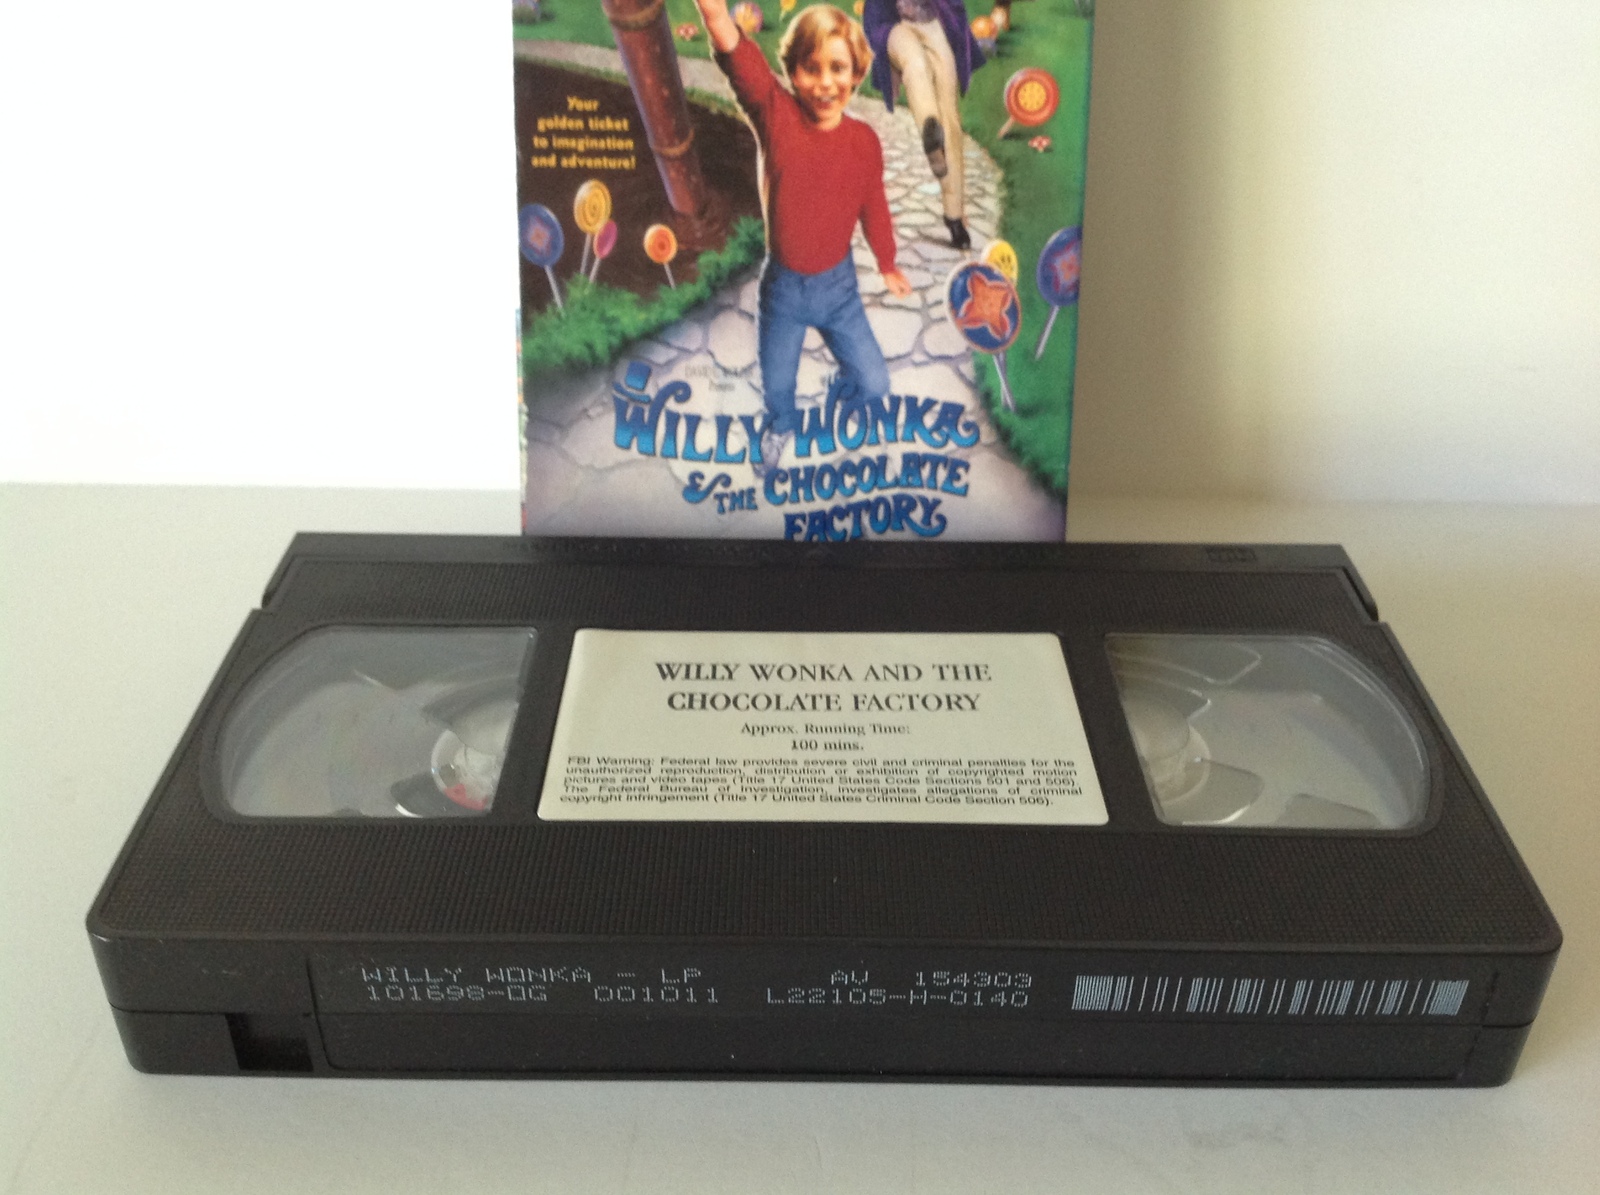 Your
golden ticket
to imagination
and adventure!
WILLY WONKA
& THE CHOCOLATE
FACTORY
WILLY WONKA AND THE
CHOCOLATE FACTORY
Approx. Running Time:
100 mins.
FBI Warning: Federal law provides severe civil and criminal penalties for the
unauthorized reproduction, distribution or exhibition of copyrighted motion
pictures and video tapes (Title 17 United States Code Sections 501 and 506).
The Federal Bureau of Investigation, investigates allegations of criminal
copyright infringement (Title 17 United States Criminal Code Section 506).
WILLY WONKA - LP AV 154303
101698-OG 001011 L22105-H-0140